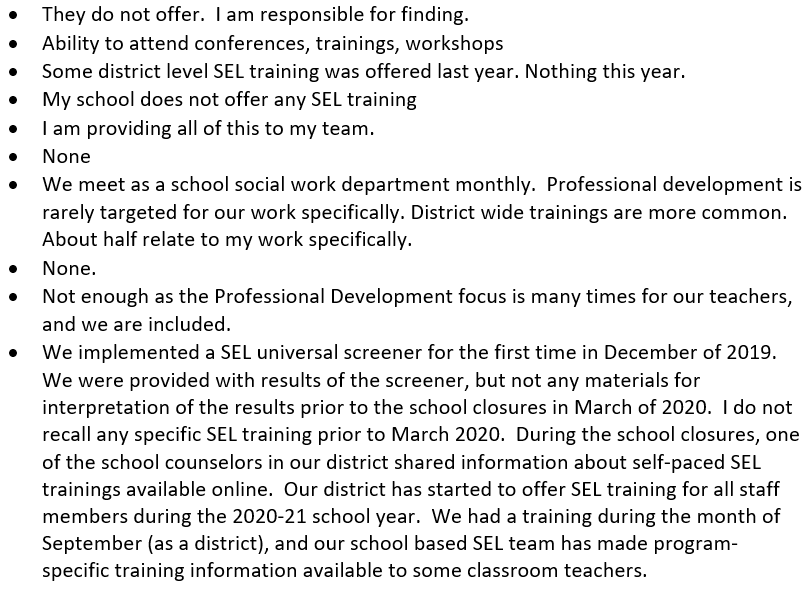 • They do not offer.  I am responsible for finding.
• Ability to attend conferences, trainings, workshops
• Some district level SEL training was offered last year. Nothing this year.
• My school does not offer any SEL training
• I am providing all of this to my team.
• None
• We meet as a school social work department monthly.  Professional development is
rarely targeted for our work specifically. District wide trainings are more common.
About half relate to my work specifically.
• None.
• Not enough as the Professional Development focus is many times for our teachers,
and we are included.
• We implemented a SEL universal screener for the first time in December of 2019.
We were provided with results of the screener, but not any materials for
interpretation of the results prior to the school closures in March of 2020.  I do not
recall any specific SEL training prior to March 2020.  During the school closures, one
of the school counselors in our district shared information about self-paced SEL
trainings available online.  Our district has started to offer SEL training for all staff
members during the 2020-21 school year.  We had a training during the month of
September (as a district), and our school based SEL team has made program-
specific training information available to some classroom teachers.